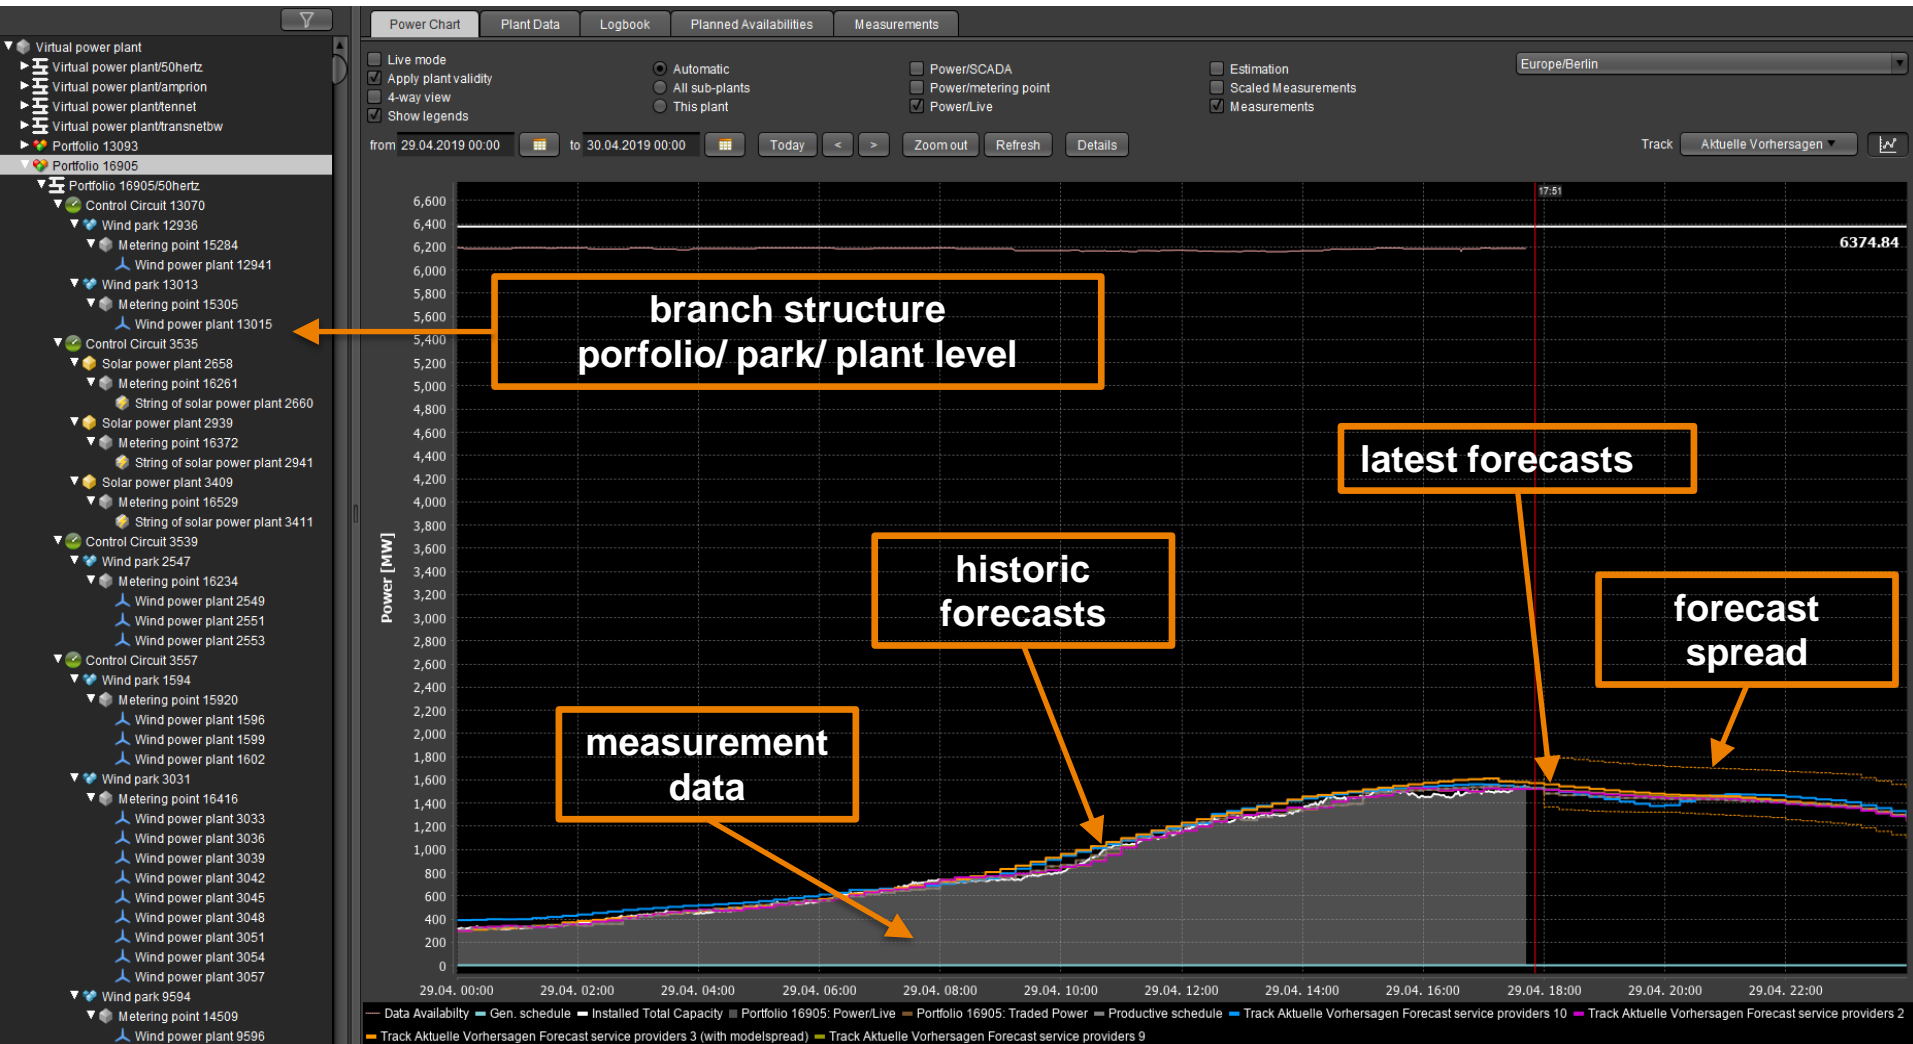 Power Chart
Plant Data
Logbook
Planned Availabilities
Measurements
Virtual power plant
Virtual power plant/50hertz
Virtual power plant/amprion
Virtual power plant/tennet
Virtual power plant/transnetbw
Portfolio 13093
Portfolio 16905
Portfolio 16905/50hertz
Control Circuit 13070
Wind park 12936
Metering point 15284
Wind power plant 12941
Wind park 13013
Metering point 15305
Wind power plant 13015
Control Circuit 3535
Solar power plant 2658
Metering point 16261
String of solar power plant 2660
Solar power plant 2939
Metering point 16372
String of solar power plant 2941
Solar power plant 3409
Metering point 16529
String of solar power plant 3411
Control Circuit 3539
Wind park 2547
Metering point 16234
Wind power plant 2549
Wind power plant 2551
Wind power plant 2553
Control Circuit 3557
Wind park 1594
Metering point 15920
Wind power plant 1596
Wind power plant 1599
Wind power plant 1602
Wind park 3031
Metering point 16416
Wind power plant 3033
Wind power plant 3036
Wind power plant 3039
Wind power plant 3042
Wind power plant 3045
Wind power plant 3048
Wind power plant 3051
Wind power plant 3054
Wind power plant 3057
Wind park 9594
Metering point 14509
Wind power plant 9596
Live mode
Apply plant validity
4-way view
Show legends
Automatic
All sub-plants
This plant
Power/SCADA
Power/metering point
Power/Live
Estimation
Scaled Measurements
Measurements
Europe/Berlin
from 29.04.2019 00:00 to 30.04.2019 00:00 Today < > Zoom out Refresh Details Track Aktuelle Vorhersagen
17:51
6374.84
Power [MW]
6,600
6,400
6,200
6,000
5,800
5,600
5,400
5,200
5,000
4,800
4,600
4,400
4,200
4,000
3,800
3,600
3,400
3,200
3,000
2,800
2,600
2,400
2,200
2,000
1,800
1,600
1,400
1,200
1,000
800
600
400
200
0
branch structure
porfolio/ park/ plant level
latest forecasts
historic
forecasts
forecast
spread
measurement
data
29.04. 00:00 29.04. 02:00 29.04. 04:00 29.04. 06:00 29.04. 08:00 29.04. 10:00 29.04. 12:00 29.04. 14:00 29.04. 16:00 29.04. 18:00 29.04. 20:00 29.04. 22:00
Data Availabilty Gen. schedule Installed Total Capacity Portfolio 16905: Power/Live Portfolio 16905: Traded Power Productive schedule Track Aktuelle Vorhersagen Forecast service providers 10 Track Aktuelle Vorhersagen Forecast service providers 2
Track Aktuelle Vorhersagen Forecast service providers 3 (with modelspread) Track Aktuelle Vorhersagen Forecast service providers 9